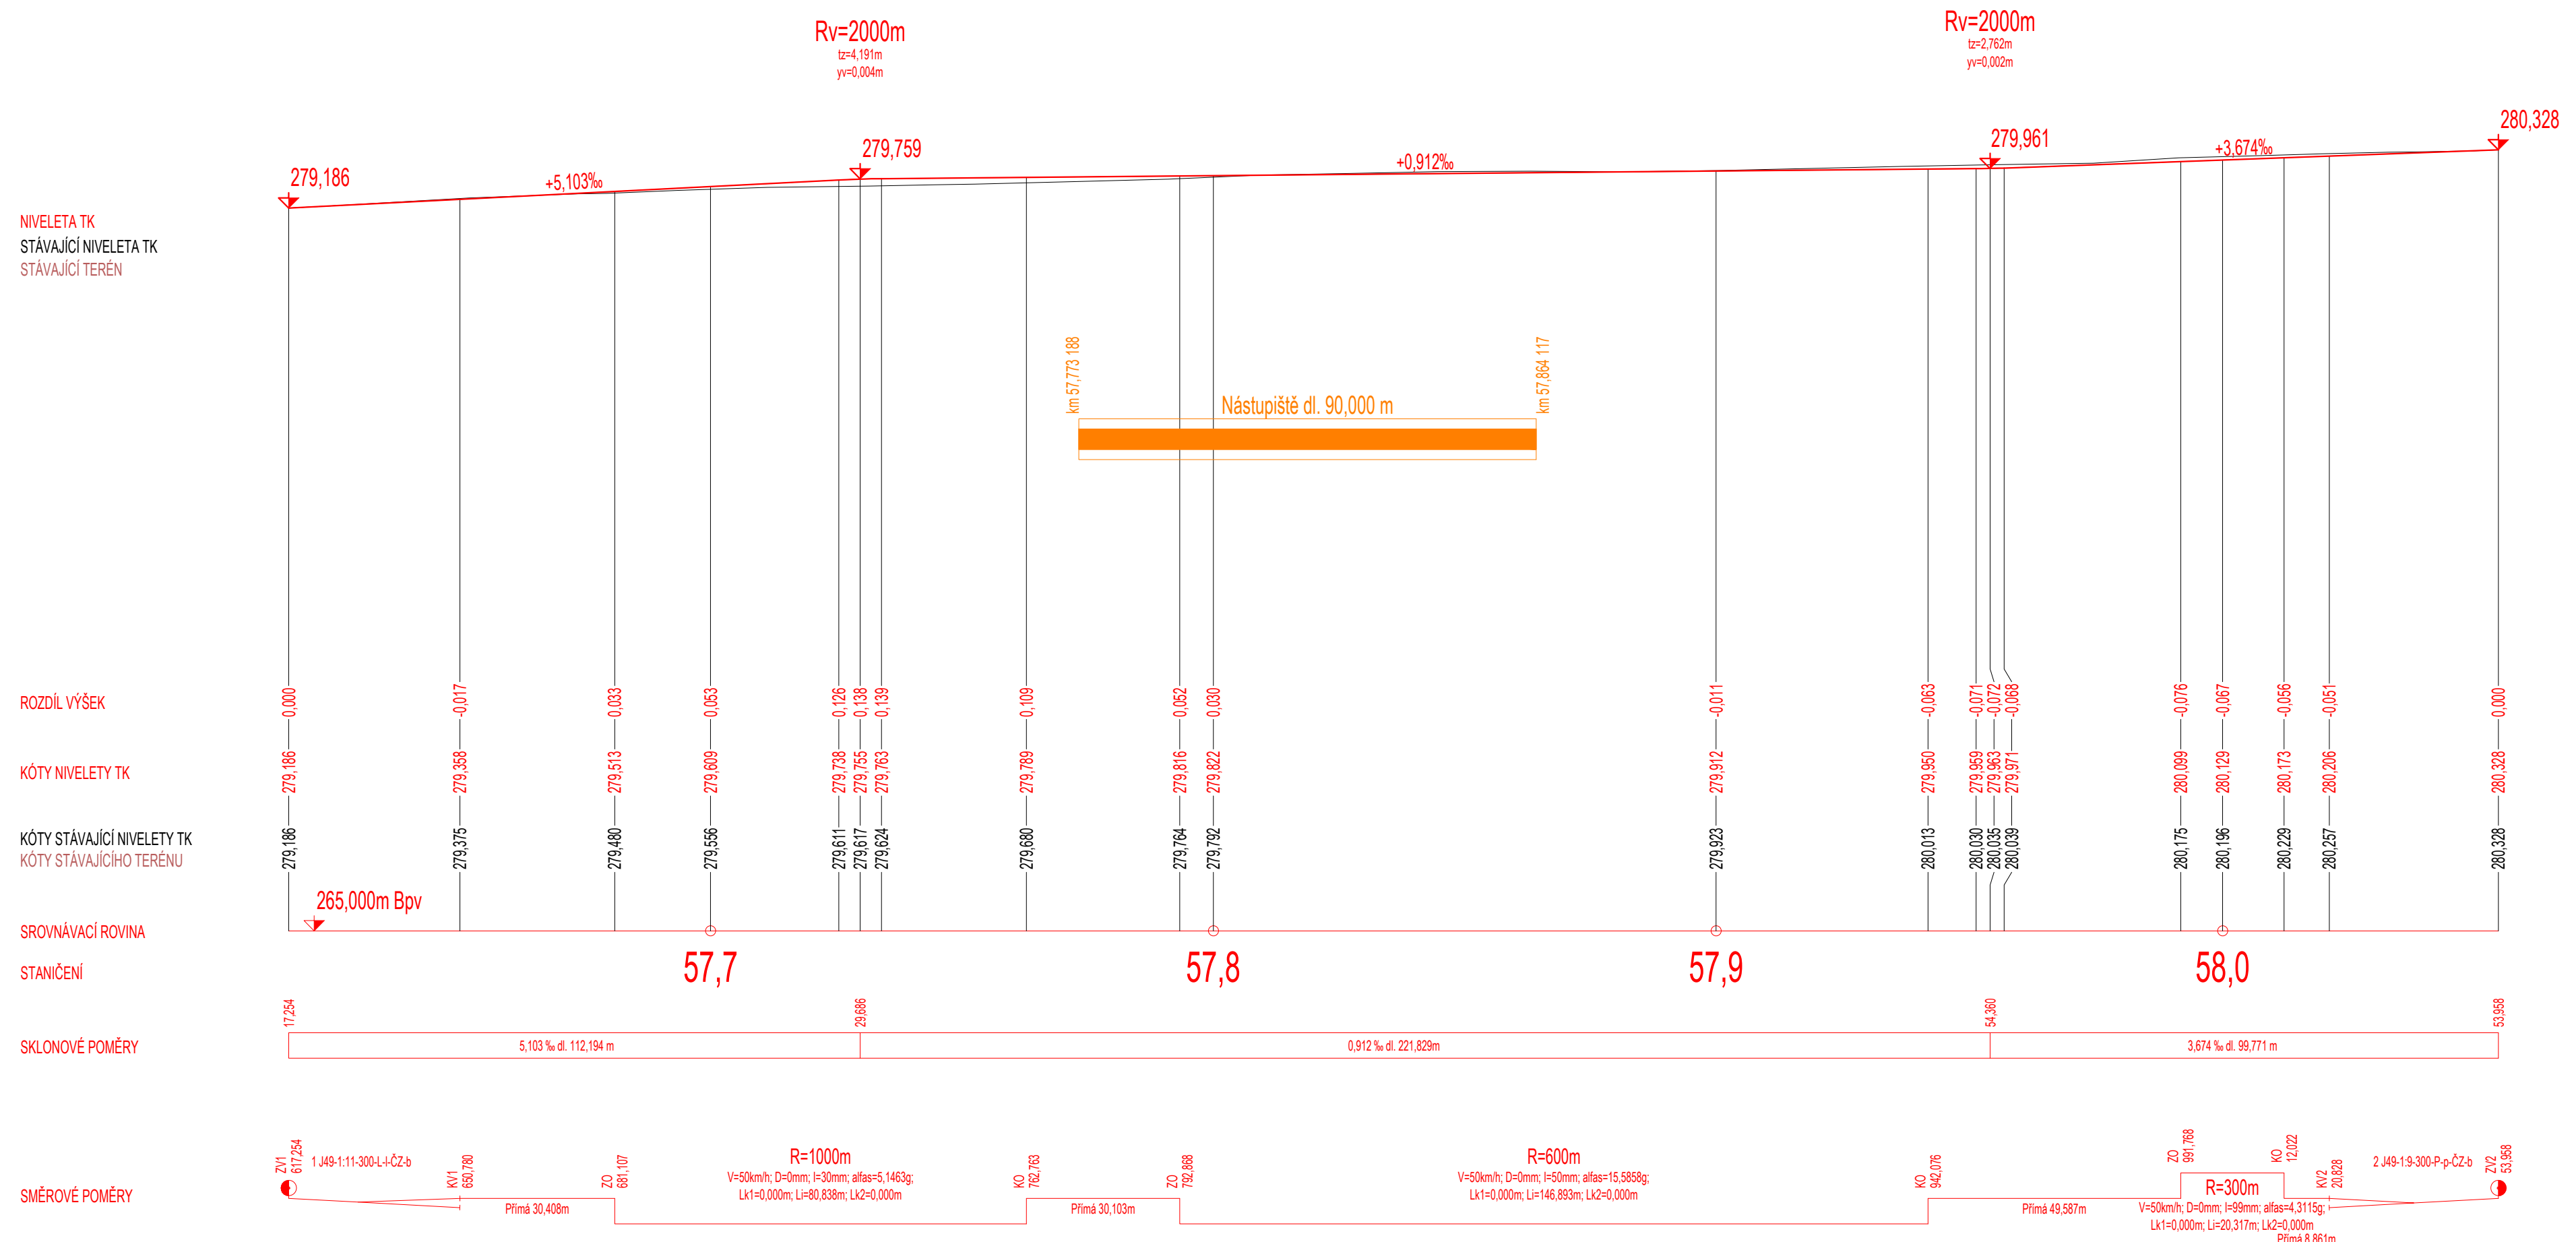 Rv=2000m
tz=4,191m
yv=0,004m
Rv=2000m
tz=2,762m
yv=0,002m
279,186
+5,103‰
279,759
+0,912‰
279,961
+3,674‰
280,328
NIVELETA TK
STÁVAJÍCÍ NIVELETA TK
STÁVAJÍCÍ TERÉN
km 57,773 188
Nástupiště dl. 90,000 m
km 57,864 117
ROZDÍL VÝŠEK
0,000
-0,017
0,033
0,053
0,126
0,138
0,139
0,109
0,052
0,030
-0,011
-0,063
-0,071
-0,072
-0,068
-0,076
-0,067
-0,056
-0,051
0,000
KÓTY NIVELETY TK
279,186
279,358
279,513
279,609
279,738
279,755
279,763
279,789
279,816
279,822
279,912
279,950
279,959
279,963
279,971
280,099
280,129
280,173
280,206
280,328
KÓTY STÁVAJÍCÍ NIVELETY TK
KÓTY STÁVAJÍCÍHO TERÉNU
279,186
279,375
279,480
279,556
279,611
279,617
279,624
279,680
279,764
279,792
279,923
280,013
280,030
280,035
280,039
280,175
280,196
280,229
280,257
280,328
265,000m Bpv
SROVNÁVACÍ ROVINA
STANIČENÍ
57,7
57,8
57,9
58,0
17,254
29,686
54,360
53,958
SKLONOVÉ POMĚRY
5,103 ‰ dl. 112,194 m
0,912 ‰ dl. 221,829m
3,674 ‰ dl. 99,771 m
SMĚROVÉ POMĚRY
ZV1
617,254
1 J49-1:11-300-L-l-ČZ-b
KV1
650,780
Přímá 30,408m
ZO
681,107
R=1000m
V=50km/h; D=0mm; I=30mm; alfas=5,1463g;
Lk1=0,000m; Li=80,838m; Lk2=0,000m
KO
762,763
Přímá 30,103m
ZO
792,868
R=600m
V=50km/h; D=0mm; I=50mm; alfas=15,5858g;
Lk1=0,000m; Li=146,893m; Lk2=0,000m
KO
942,076
Přímá 49,587m
ZO
991,768
R=300m
V=50km/h; D=0mm; I=99mm; alfas=4,3115g;
Lk1=0,000m; Li=20,317m; Lk2=0,000m
Přímá 8,861m
KO
12,022
KV2
20,828
2 J49-1:9-300-P-p-ČZ-b
ZV2
53,958